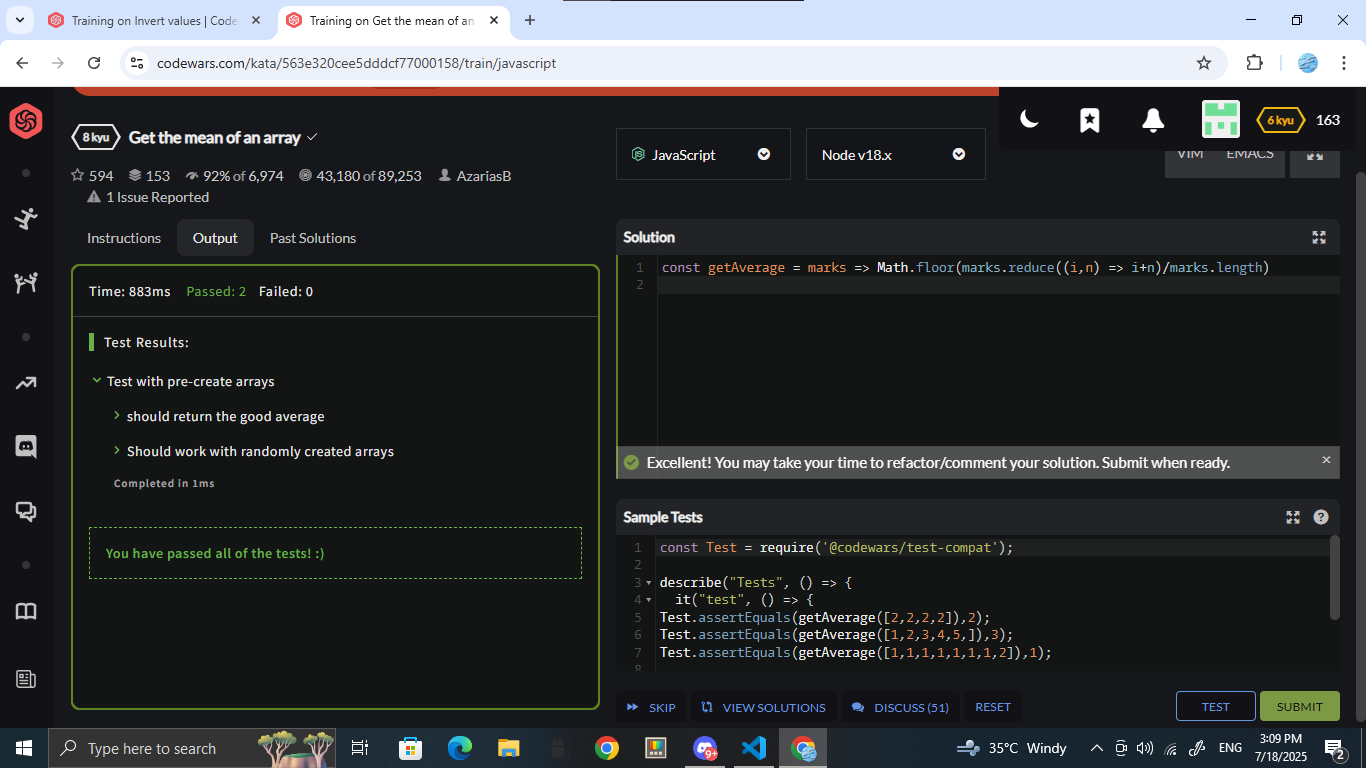 Training on Invert values | Code
Training on Get the mean of an
codewars.com/kata/563e320cee5dddcf77000158/train/javascript
8 kyu
Get the mean of an array
594
153
92% of 6,974
43,180 of 89,253
AzariasB
1 Issue Reported
JavaScript
Node v18.x
6 kyu
163
VIM
EMACS
Instructions
Output
Past Solutions
Time: 883ms
Passed: 2
Failed: 0
Test Results:
Test with pre-create arrays
should return the good average
Should work with randomly created arrays
Completed in 1ms
You have passed all of the tests! :)
Solution
1 const getAverage = marks => Math.floor(marks.reduce((i,n) => i+n)/marks.length)
2
Excellent! You may take your time to refactor/comment your solution. Submit when ready.
Sample Tests
1 const Test = require('@codewars/test-compat');
2
3 describe("Tests", () => {
4 it("test", () => {
5 Test.assertEquals(getAverage([2,2,2,2]),2);
6 Test.assertEquals(getAverage([1,2,3,4,5,]),3);
7 Test.assertEquals(getAverage([1,1,1,1,1,1,1,2]),1);
8
SKIP
VIEW SOLUTIONS
DISCUSS (51)
RESET
TEST
SUBMIT
Type here to search
9+
35°C Windy
ENG
3:09 PM
7/18/2025
2